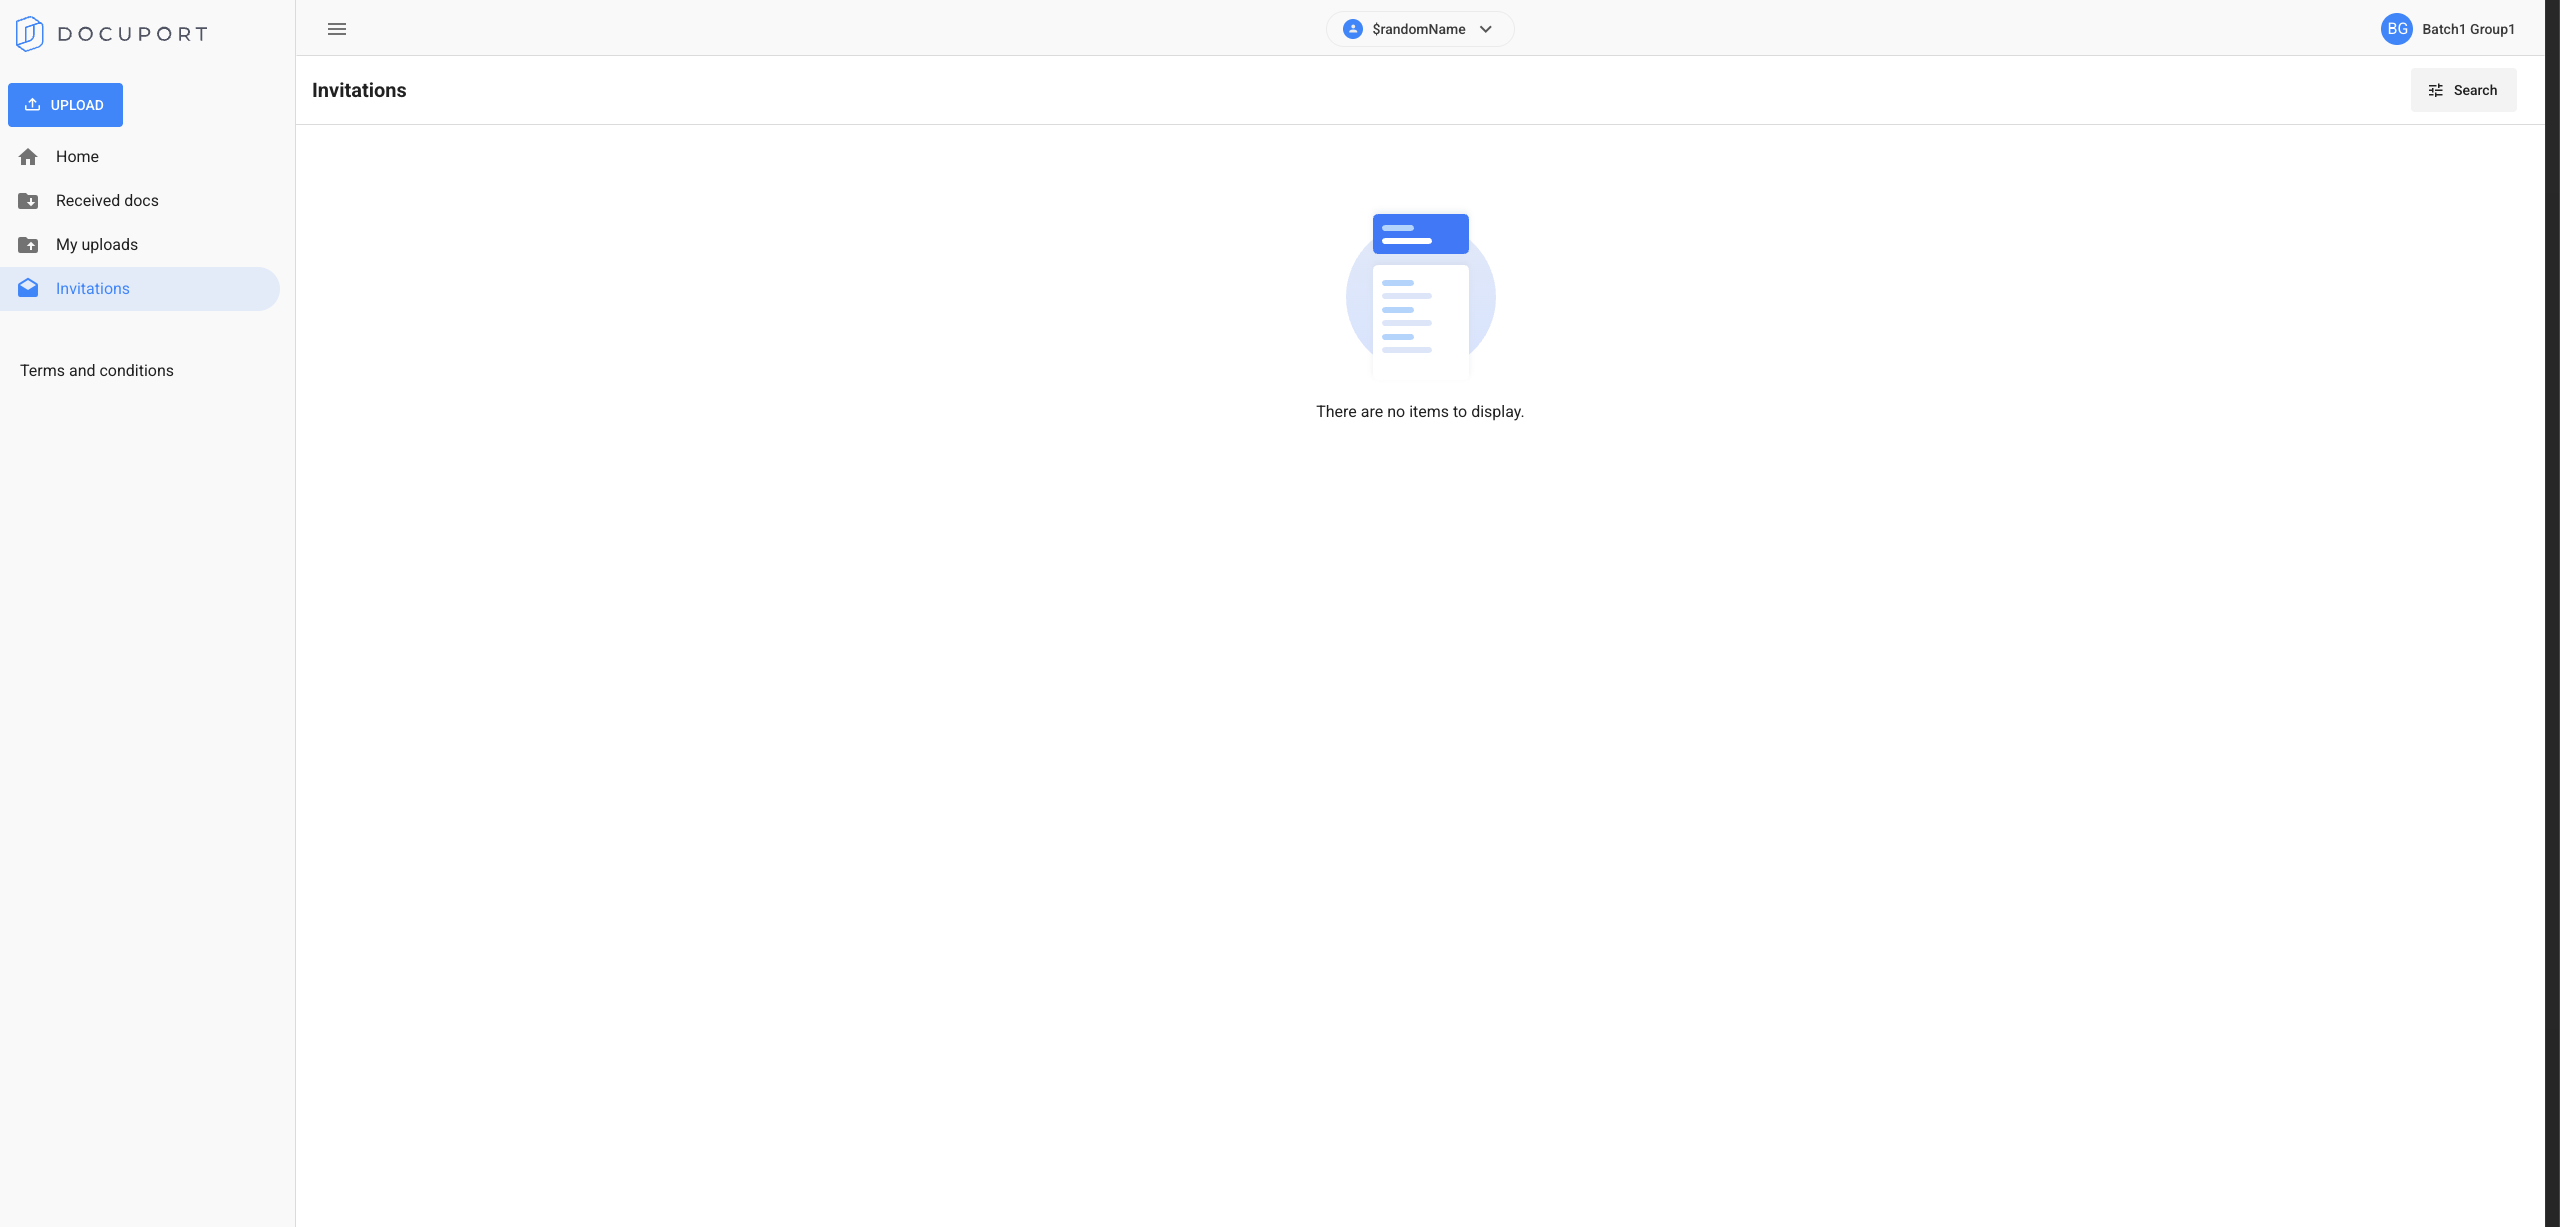 DOCUPORT
$randomName
BG Batch1 Group1
UPLOAD
Home
Received docs
My uploads
Invitations
Terms and conditions
Invitations
Search
There are no items to display.